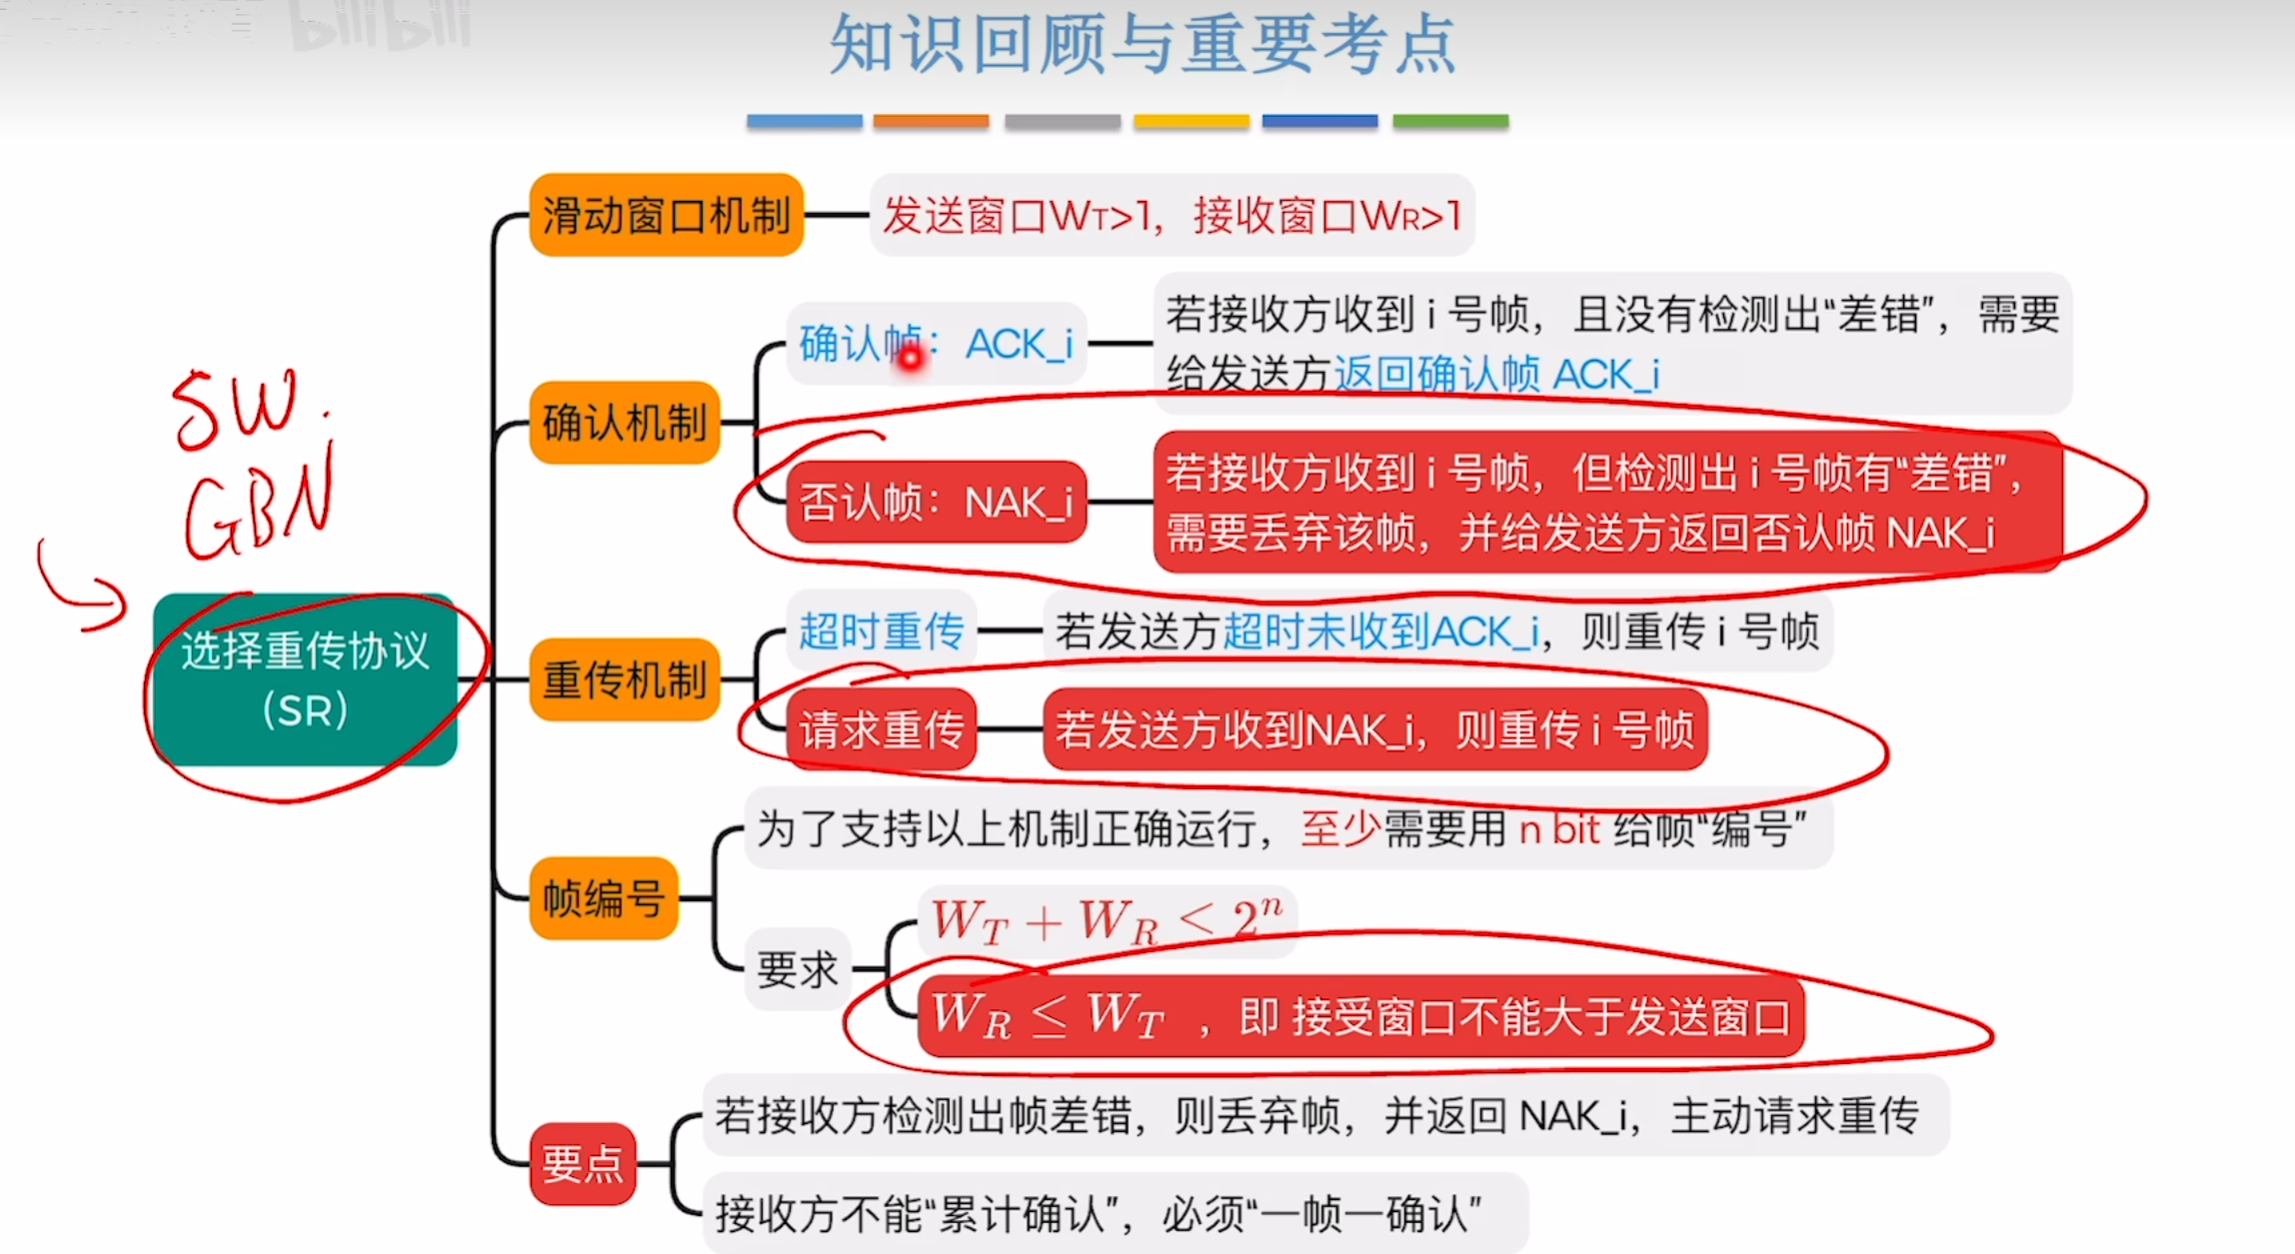 bilibili
知识回顾与重要考点
滑动窗口机制
发送窗口WT>1，接收窗口WR>1
确认机制
确认帧：ACK_i
若接收方收到 i 号帧，且没有检测出“差错”，需要
给发送方返回确认帧 ACK_i
否认帧：NAK_i
若接收方收到 i 号帧，但检测出 i 号帧有“差错”，
需要丢弃该帧，并给发送方返回否认帧 NAK_i
SW.
GBN
选择重传协议
（SR）
重传机制
超时重传
若发送方超时未收到ACK_i，则重传 i 号帧
请求重传
若发送方收到NAK_i，则重传 i 号帧
帧编号
为了支持以上机制正确运行，至少需要用 n bit 给帧“编号”
要求
W_T + W_R ≤ 2^n
W_R ≤ W_T ，即 接受窗口不能大于发送窗口
要点
若接收方检测出帧差错，则丢弃帧，并返回 NAK_i，主动请求重传
接收方不能“累计确认”，必须“一帧一确认”